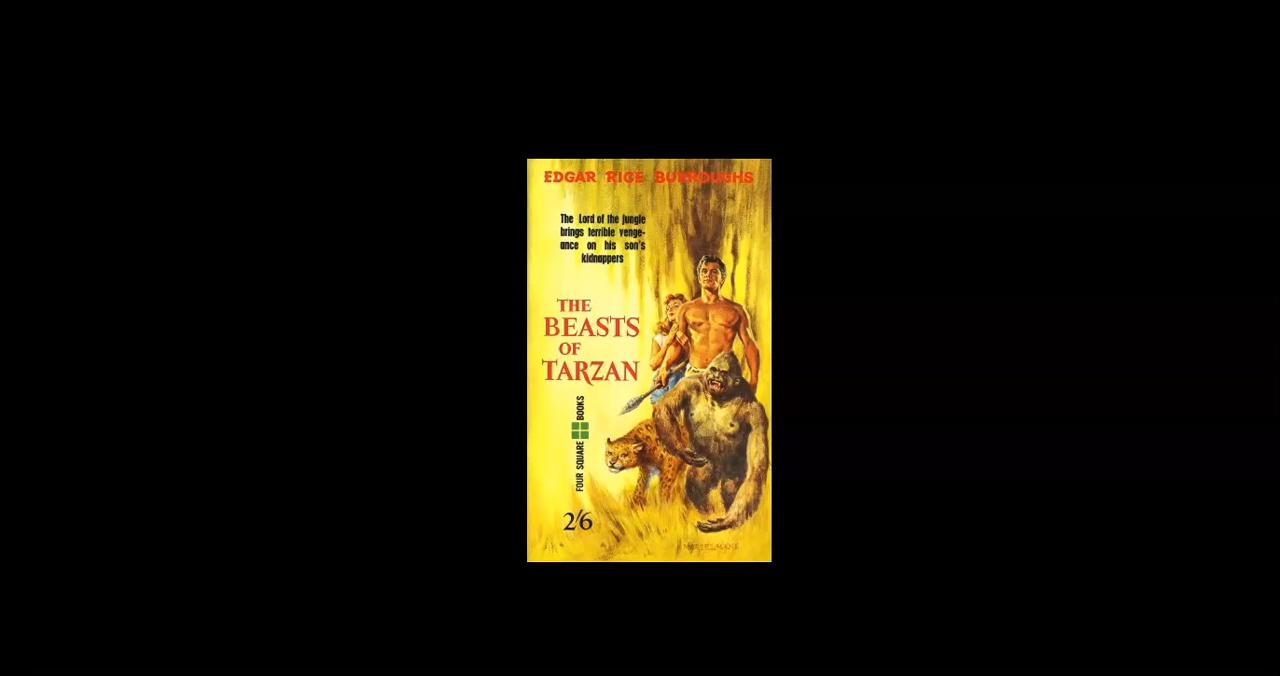 EDGAR RICE BURROUGHS
The Lord of the Jungle
brings terrible venge-
ance on his son's
kidnappers
THE
BEASTS
OF
TARZAN
FOUR SQUARE BOOKS
2/6